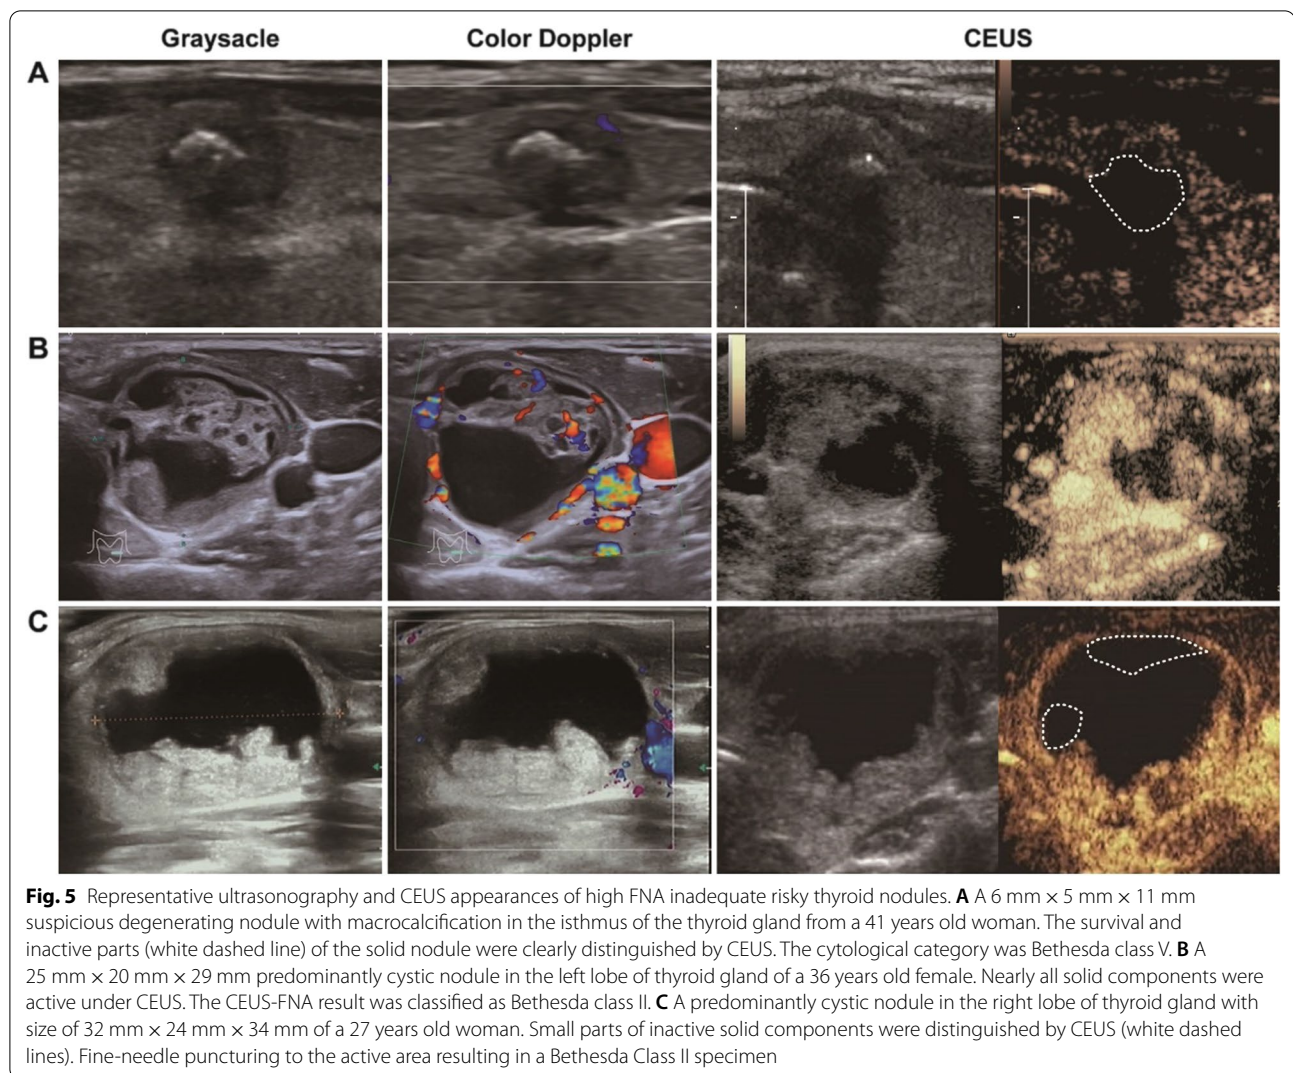 Graysacle Color Doppler CEUS
A
B
C
Fig. 5 Representative ultrasonography and CEUS appearances of high FNA inadequate risky thyroid nodules. A A 6 mm × 5 mm × 11 mm
suspicious degenerating nodule with macrocalcification in the isthmus of the thyroid gland from a 41 years old woman. The survival and
inactive parts (white dashed line) of the solid nodule were clearly distinguished by CEUS. The cytological category was Bethesda class V. B A
25 mm × 20 mm × 29 mm predominantly cystic nodule in the left lobe of thyroid gland of a 36 years old female. Nearly all solid components were
active under CEUS. The CEUS-FNA result was classified as Bethesda class II. C A predominantly cystic nodule in the right lobe of thyroid gland with
size of 32 mm × 24 mm × 34 mm of a 27 years old woman. Small parts of inactive solid components were distinguished by CEUS (white dashed
lines). Fine-needle puncturing to the active area resulting in a Bethesda Class II specimen